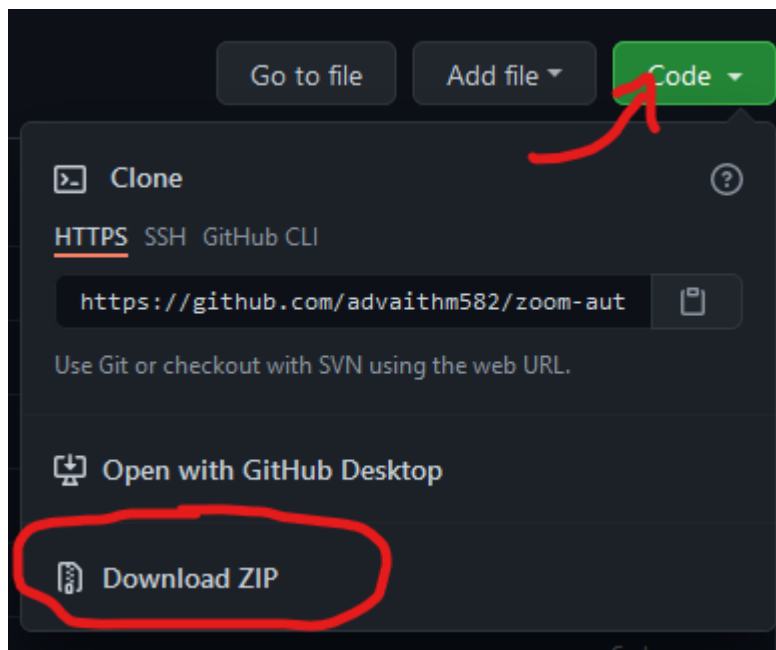 Go to file Add file Code
Clone
HTTPS SSH GitHub CLI
https://github.com/advaithm582/zoom-aut
Use Git or checkout with SVN using the web URL.
Open with GitHub Desktop
Download ZIP